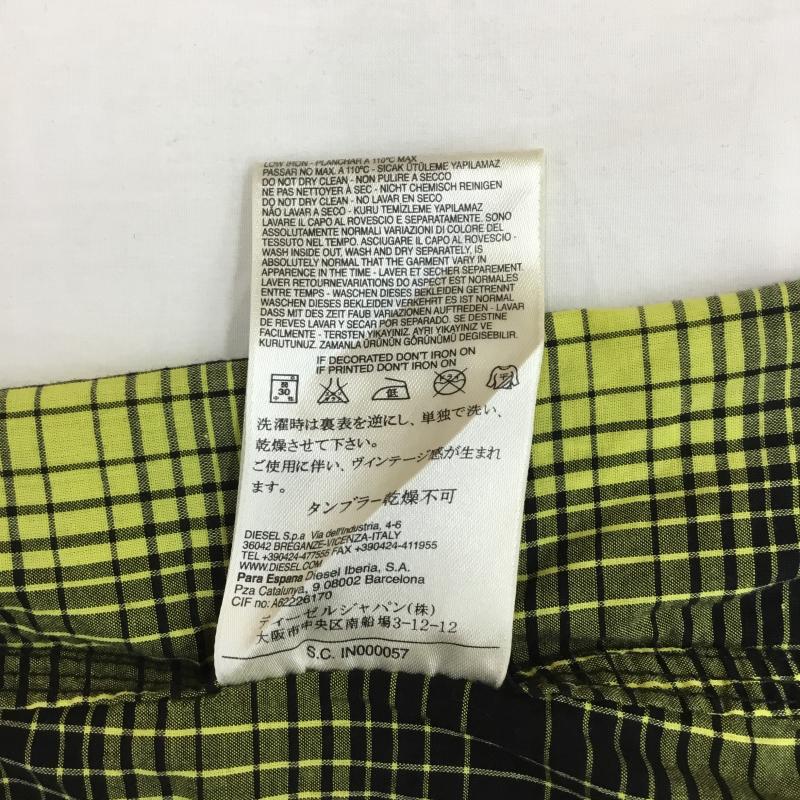 LOW IRON - PLANCHAR A 110°C MAX
PASSAR NO MAX. A 110°C - SICAK ÜTÜLEME YAPILAMAZ
DO NOT DRY CLEAN - NON PULIRE A SECCO
NE PAS NETTOYER À SEC - NICHT CHEMISCH REINIGEN
DO NOT DRY CLEAN - NO LAVAR EN SECO
NÃO LAVAR A SECO - KURU TEMIZLEME YAPILAMAZ
LAVARE IL CAPO AL ROVESCIO E SEPARATAMENTE. SONO
ASSOLUTAMENTE NORMALI VARIAZIONI DI COLORE DEL
TESSUTO NEL TEMPO. ASCIUGARE IL CAPO AL ROVESCIO -
WASH INSIDE OUT, WASH AND DRY SEPARATELY, IS
ABSOLUTELY NORMAL THAT THE GARMENT VARY IN
APPARENCE IN THE TIME - LAVER ET SECHER SEPAREMENT.
LAVER RETOURNEVARATIONS DO ASPECT EST NORMALES
ENTRE TEMPS - WASCHEN DIESES BEKLEIDEN GETRENNT
WASCHEN DIESES BEKLEIDEN VERKEHRT ES IST NORMAL
DASS MIT DES ZEIT FAUB VARIATIONEN AUFTREDEN - LAVAR
DE REVES LAVAR Y SECAR POR SEPARADO. SE DESTINE
FACILMENTE - TERSTEN YIKAYINIZ. AYRI YIKAYINIZ VE
KURUTUNUZ. ZAMANLA ÜRÜNÜN GÖRÜNÜMÜ DEGISEBILIR.
IF DECORATED DON'T IRON ON
IF PRINTED DON'T IRON ON
30 中性 低
洗濯時は裏表を逆にし、単独で洗い、
乾燥させて下さい。
ご使用に伴い、ヴィンテージ感が生まれ
ます。
タンブラー乾燥不可
DIESEL S.p.a Via dell'Industria, 4-6
36042 BREGANZE-VICENZA-ITALY
TEL +390424-477555 FAX +390424-411955
WWW.DIESEL.COM
Para Espana Diesel Iberia, S.A.
Pza Catalunya, 9 08002 Barcelona
CIF no: A62226170
ディーゼルジャパン(株)
大阪市中央区南船場3-12-12
S.C. IN000057